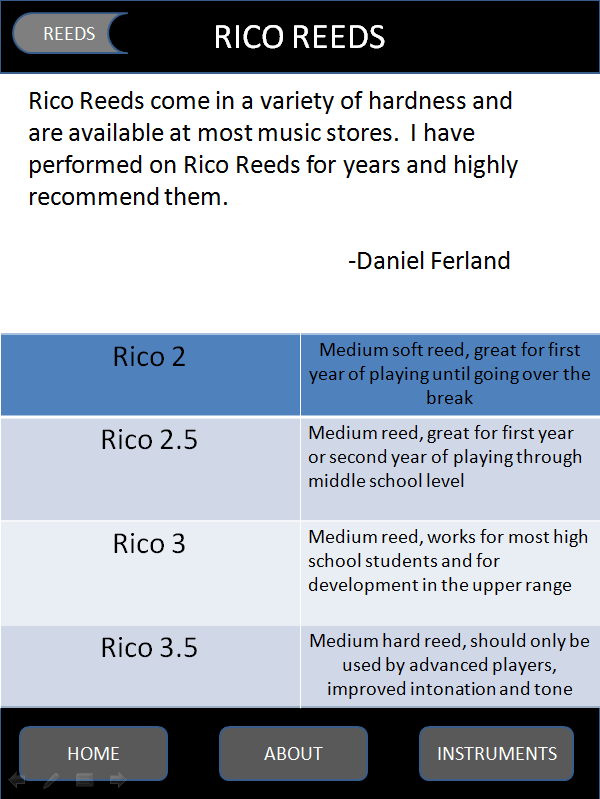 REEDS
RICO REEDS
Rico Reeds come in a variety of hardness and
are available at most music stores.  I have
performed on Rico Reeds for years and highly
recommend them.
-Daniel Ferland
Rico 2
Medium soft reed, great for first
year of playing until going over the
break
Rico 2.5
Medium reed, great for first year
or second year of playing through
middle school level
Rico 3
Medium reed, works for most high
school students and for
development in the upper range
Rico 3.5
Medium hard reed, should only be
used by advanced players,
improved intonation and tone
HOME
ABOUT
INSTRUMENTS